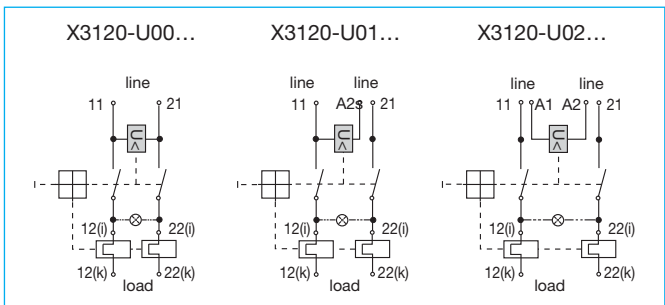 X3120-U00... X3120-U01... X3120-U02...
line line line line line
11 21 11 A2s 21 11 A1 A2 21
U< U< U<
12(i) 22(i) 12(i) 22(i) 12(i) 22(i)
12(k) 22(k) 12(k) 22(k) 12(k) 22(k)
load load load